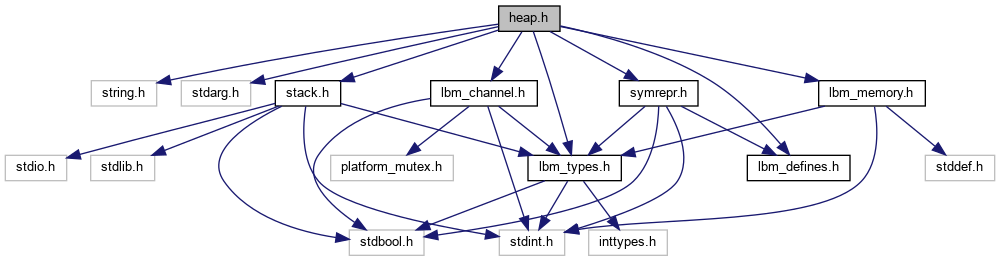 heap.h
string.h
stdarg.h
stack.h
lbm_channel.h
symrepr.h
lbm_memory.h
stdio.h
stdlib.h
platform_mutex.h
lbm_types.h
lbm_defines.h
stddef.h
stdbool.h
stdint.h
inttypes.h